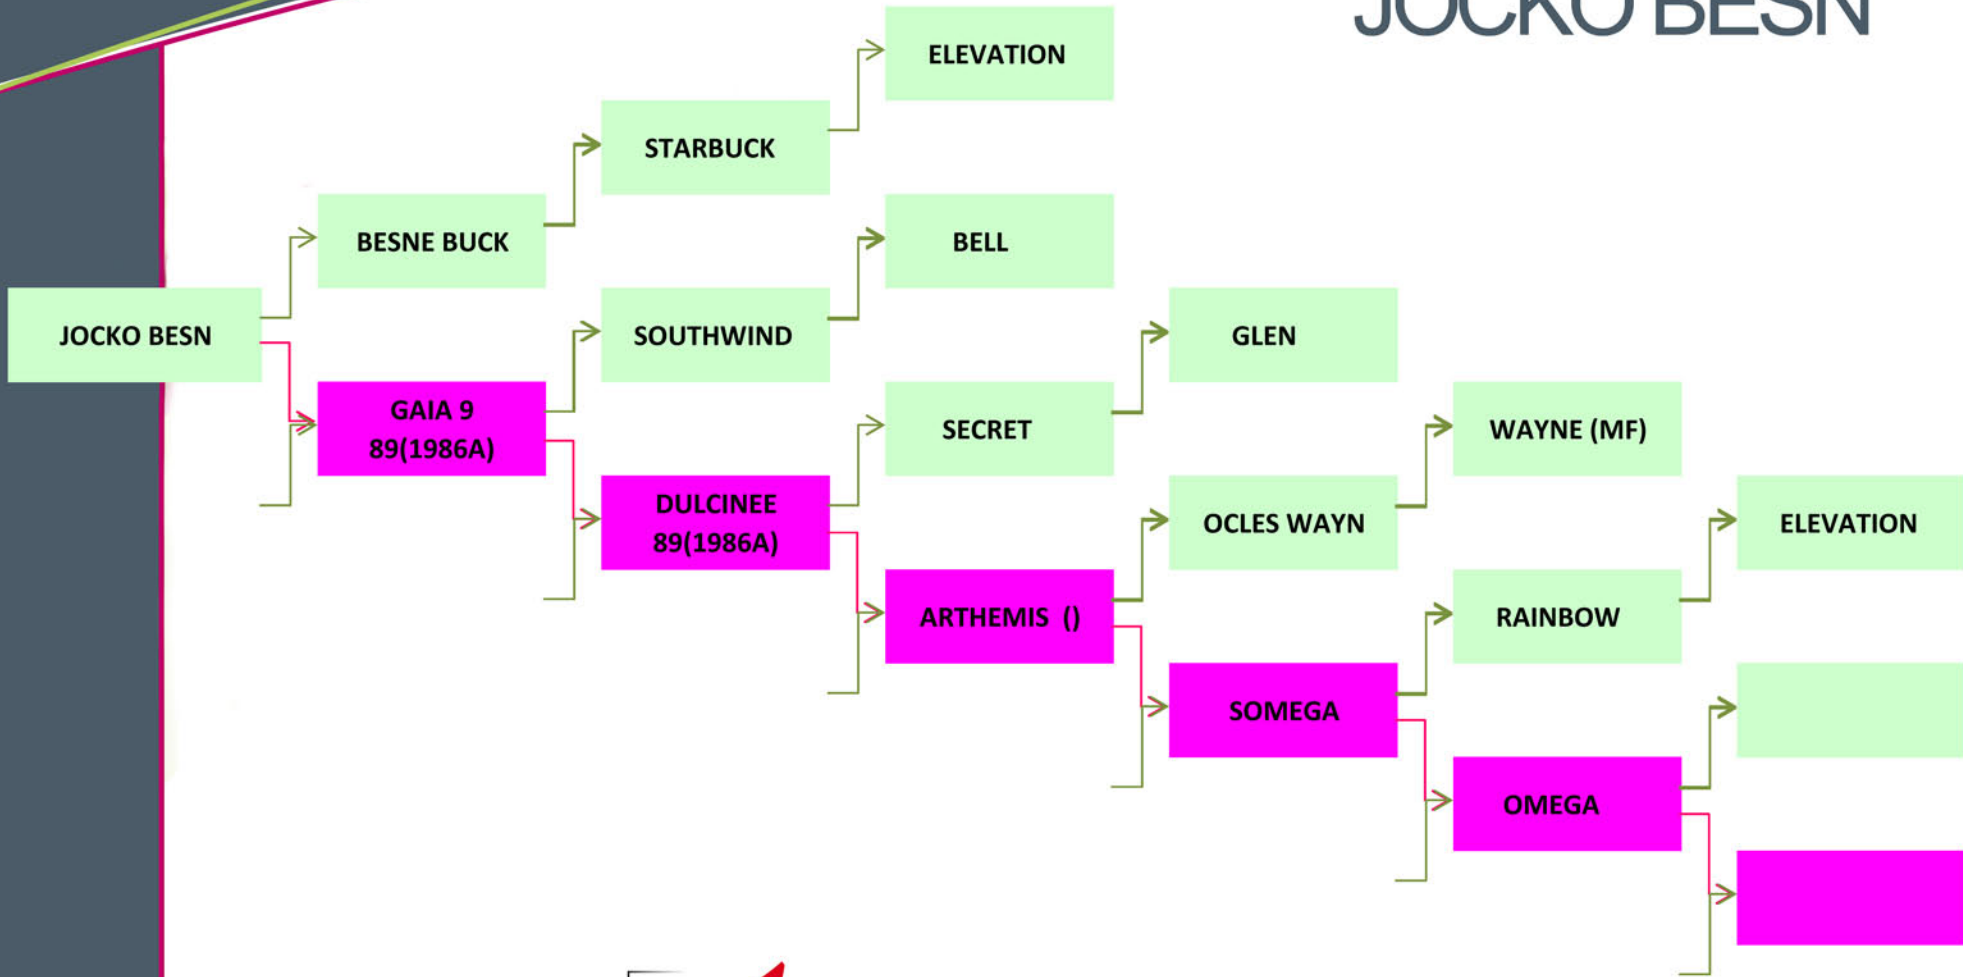 JOCKO BESN
ELEVATION
STARBUCK
BESNE BUCK
BELL
JOCKO BESN
SOUTHWIND
GLEN
GAIA 9
89(1986A)
SECRET
WAYNE (MF)
DULCINEE
89(1986A)
OCLES WAYN
ELEVATION
ARTHEMIS ()
RAINBOW
SOMEGA
OMEGA